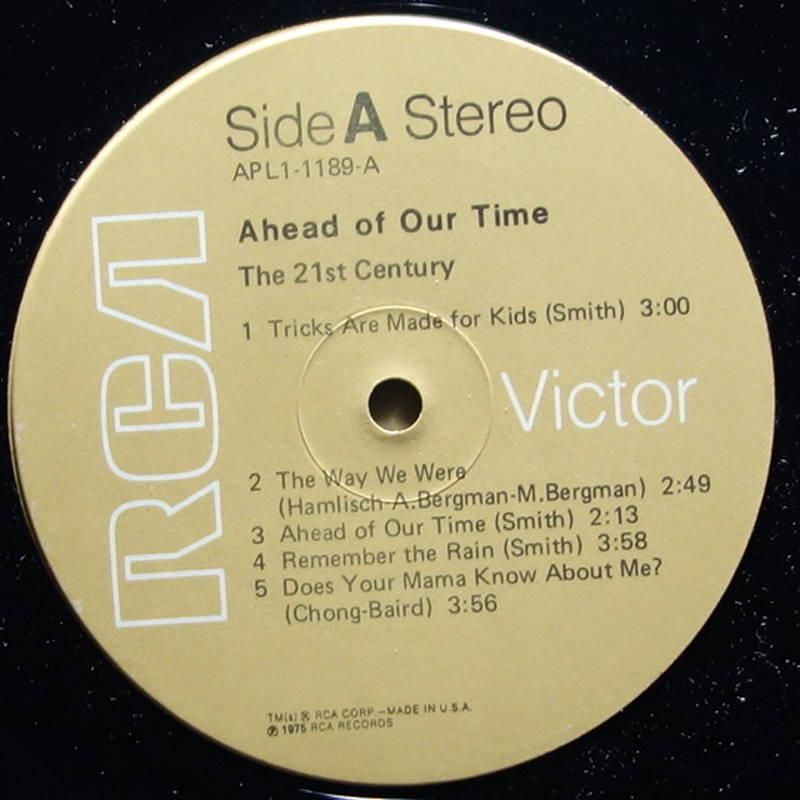 Side A Stereo
APL1-1189-A
Ahead of Our Time
The 21st Century
1 Tricks Are Made for Kids (Smith) 3:00
RCA
Victor
2 The Way We Were
(Hamlisch-A.Bergman-M.Bergman) 2:49
3 Ahead of Our Time (Smith) 2:13
4 Remember the Rain (Smith) 3:58
5 Does Your Mama Know About Me?
(Chong-Baird) 3:56
TM(s) ® RCA CORP.—MADE IN U.S.A.
℗ 1975 RCA RECORDS